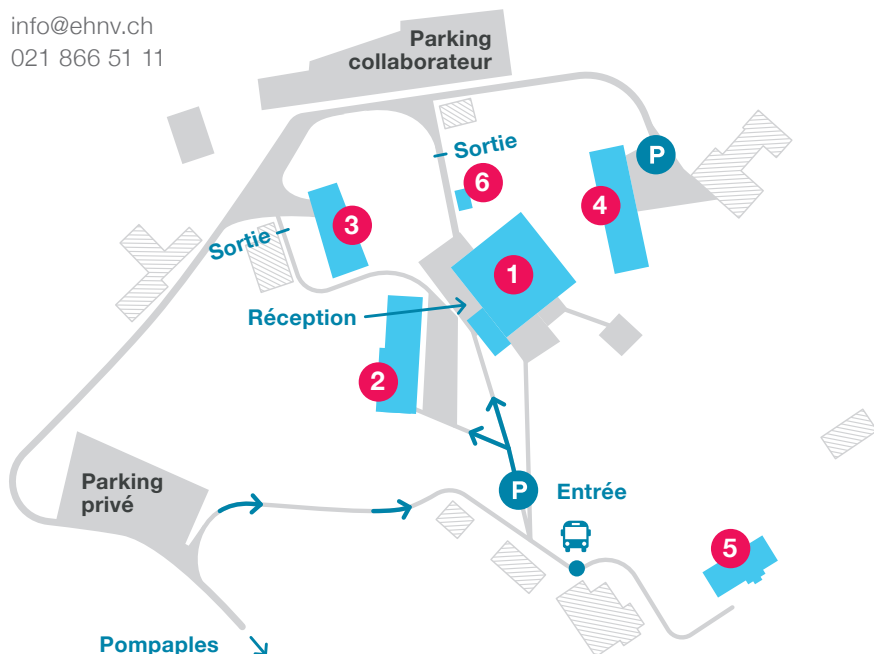 info@ehnv.ch
021 866 51 11
Parking
collaborateur
Sortie
P
6
4
3
Sortie
1
Réception
2
Parking
privé
P
Entrée
5
Pompaples